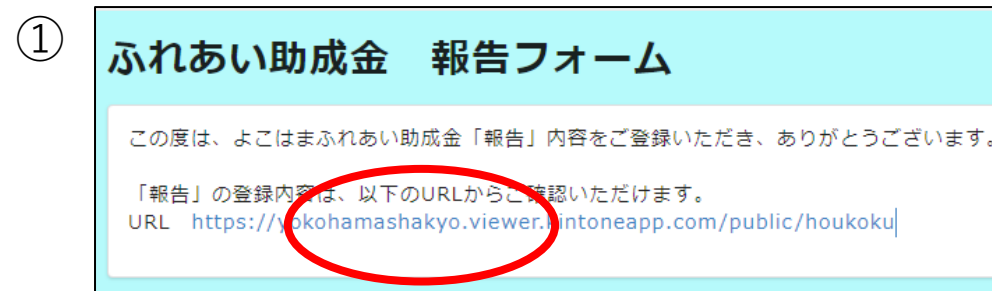 ①
ふれあい助成金　報告フォーム
この度は、よこはまふれあい助成金「報告」内容をご登録いただき、ありがとうございます。
「報告」の登録内容は、以下のURLからご確認いただけます。
URL　https://yokohamashakyo.viewer.kintoneapp.com/public/houkoku